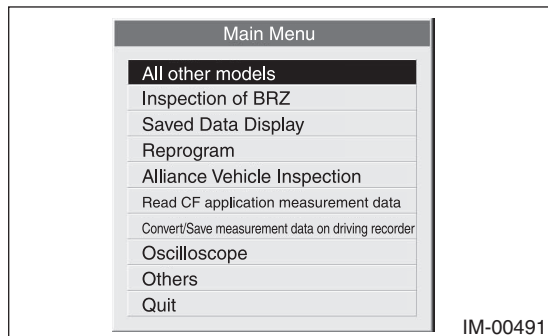 Main Menu
All other models
Inspection of BRZ
Saved Data Display
Reprogram
Alliance Vehicle Inspection
Read CF application measurement data
Convert/Save measurement data on driving recorder
Oscilloscope
Others
Quit
IM-00491